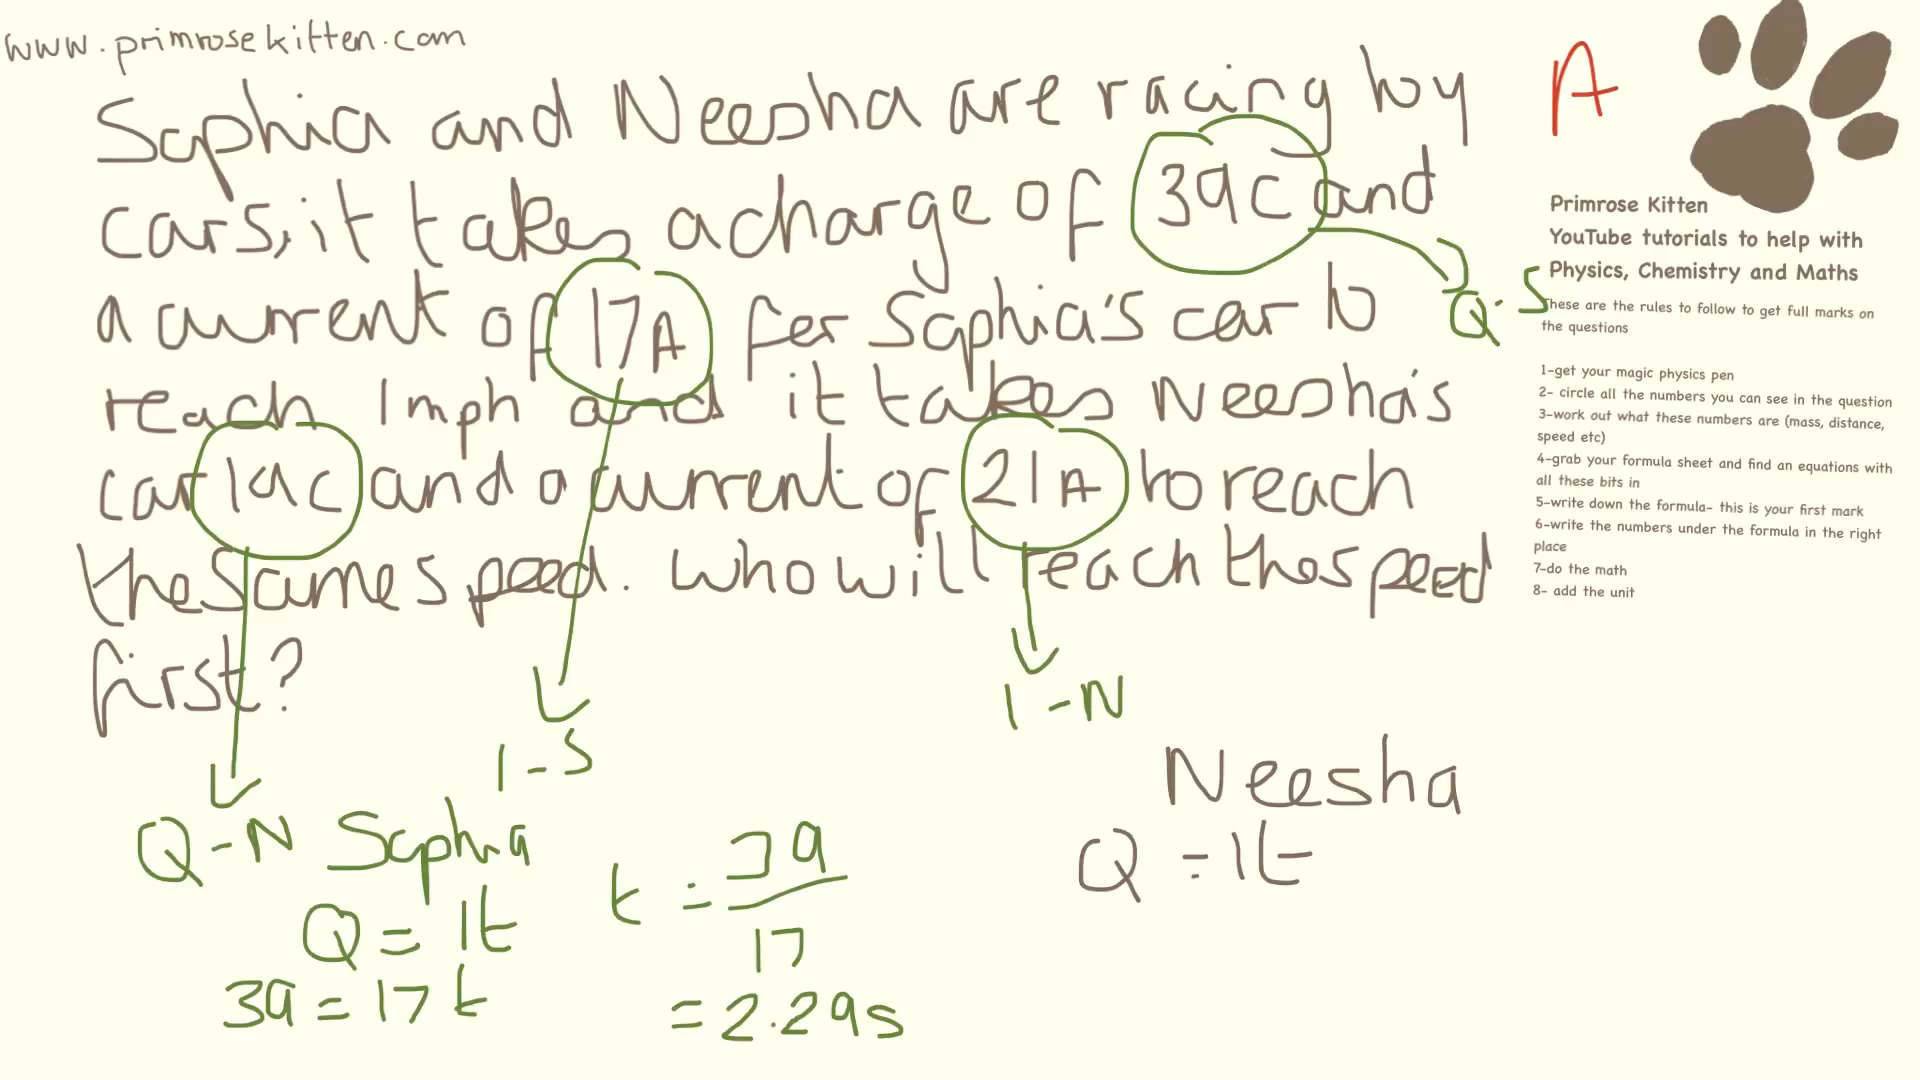 www.primrosekitten.com
Sophia and Neesha are racing toy
cars, it takes a charge of 39C and
a current of 17A for Sophia's car to
reach 1mph and it takes Neesha's
car 19C and a current of 21A to reach
the same speed. Who will reach the speed
first?
A
Primrose Kitten
YouTube tutorials to help with
Physics, Chemistry and Maths
These are the rules to follow to get full marks on
the questions
1-get your magic physics pen
2- circle all the numbers you can see in the question
3-work out what these numbers are (mass, distance,
speed etc)
4-grab your formula sheet and find an equations with
all these bits in
5-write down the formula- this is your first mark
6-write the numbers under the formula in the right
place
7-do the math
8- add the unit
Q-S
I-N
I-S
Q-N
Sophia
Q = It
39 = 17t
t = 39
17
= 2.29s
Neesha
Q = It